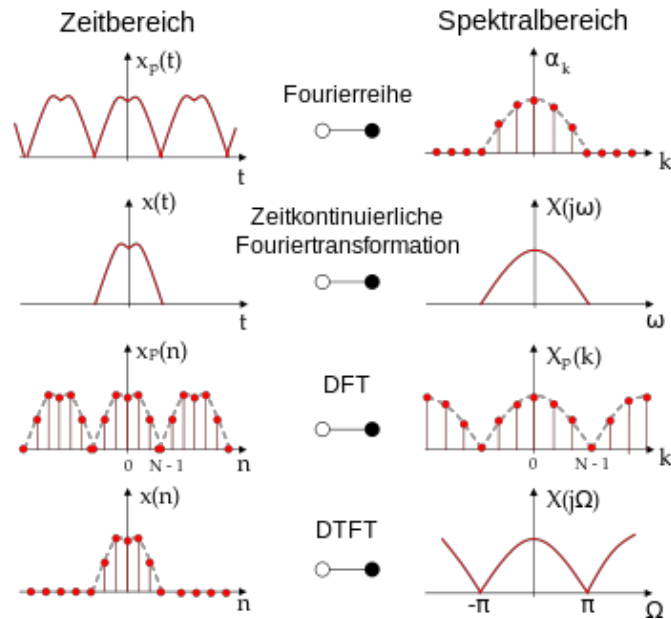 Zeitbereich
Spektralbereich
xₚ(t)
Fourierreihe
αₖ
t
k
x(t)
Zeitkontinuierliche
Fouriertransformation
X(jω)
t
ω
xₚ(n)
DFT
Xₚ(k)
0 N - 1
n
0 N - 1
k
x(n)
DTFT
X(jΩ)
n
-π π
Ω